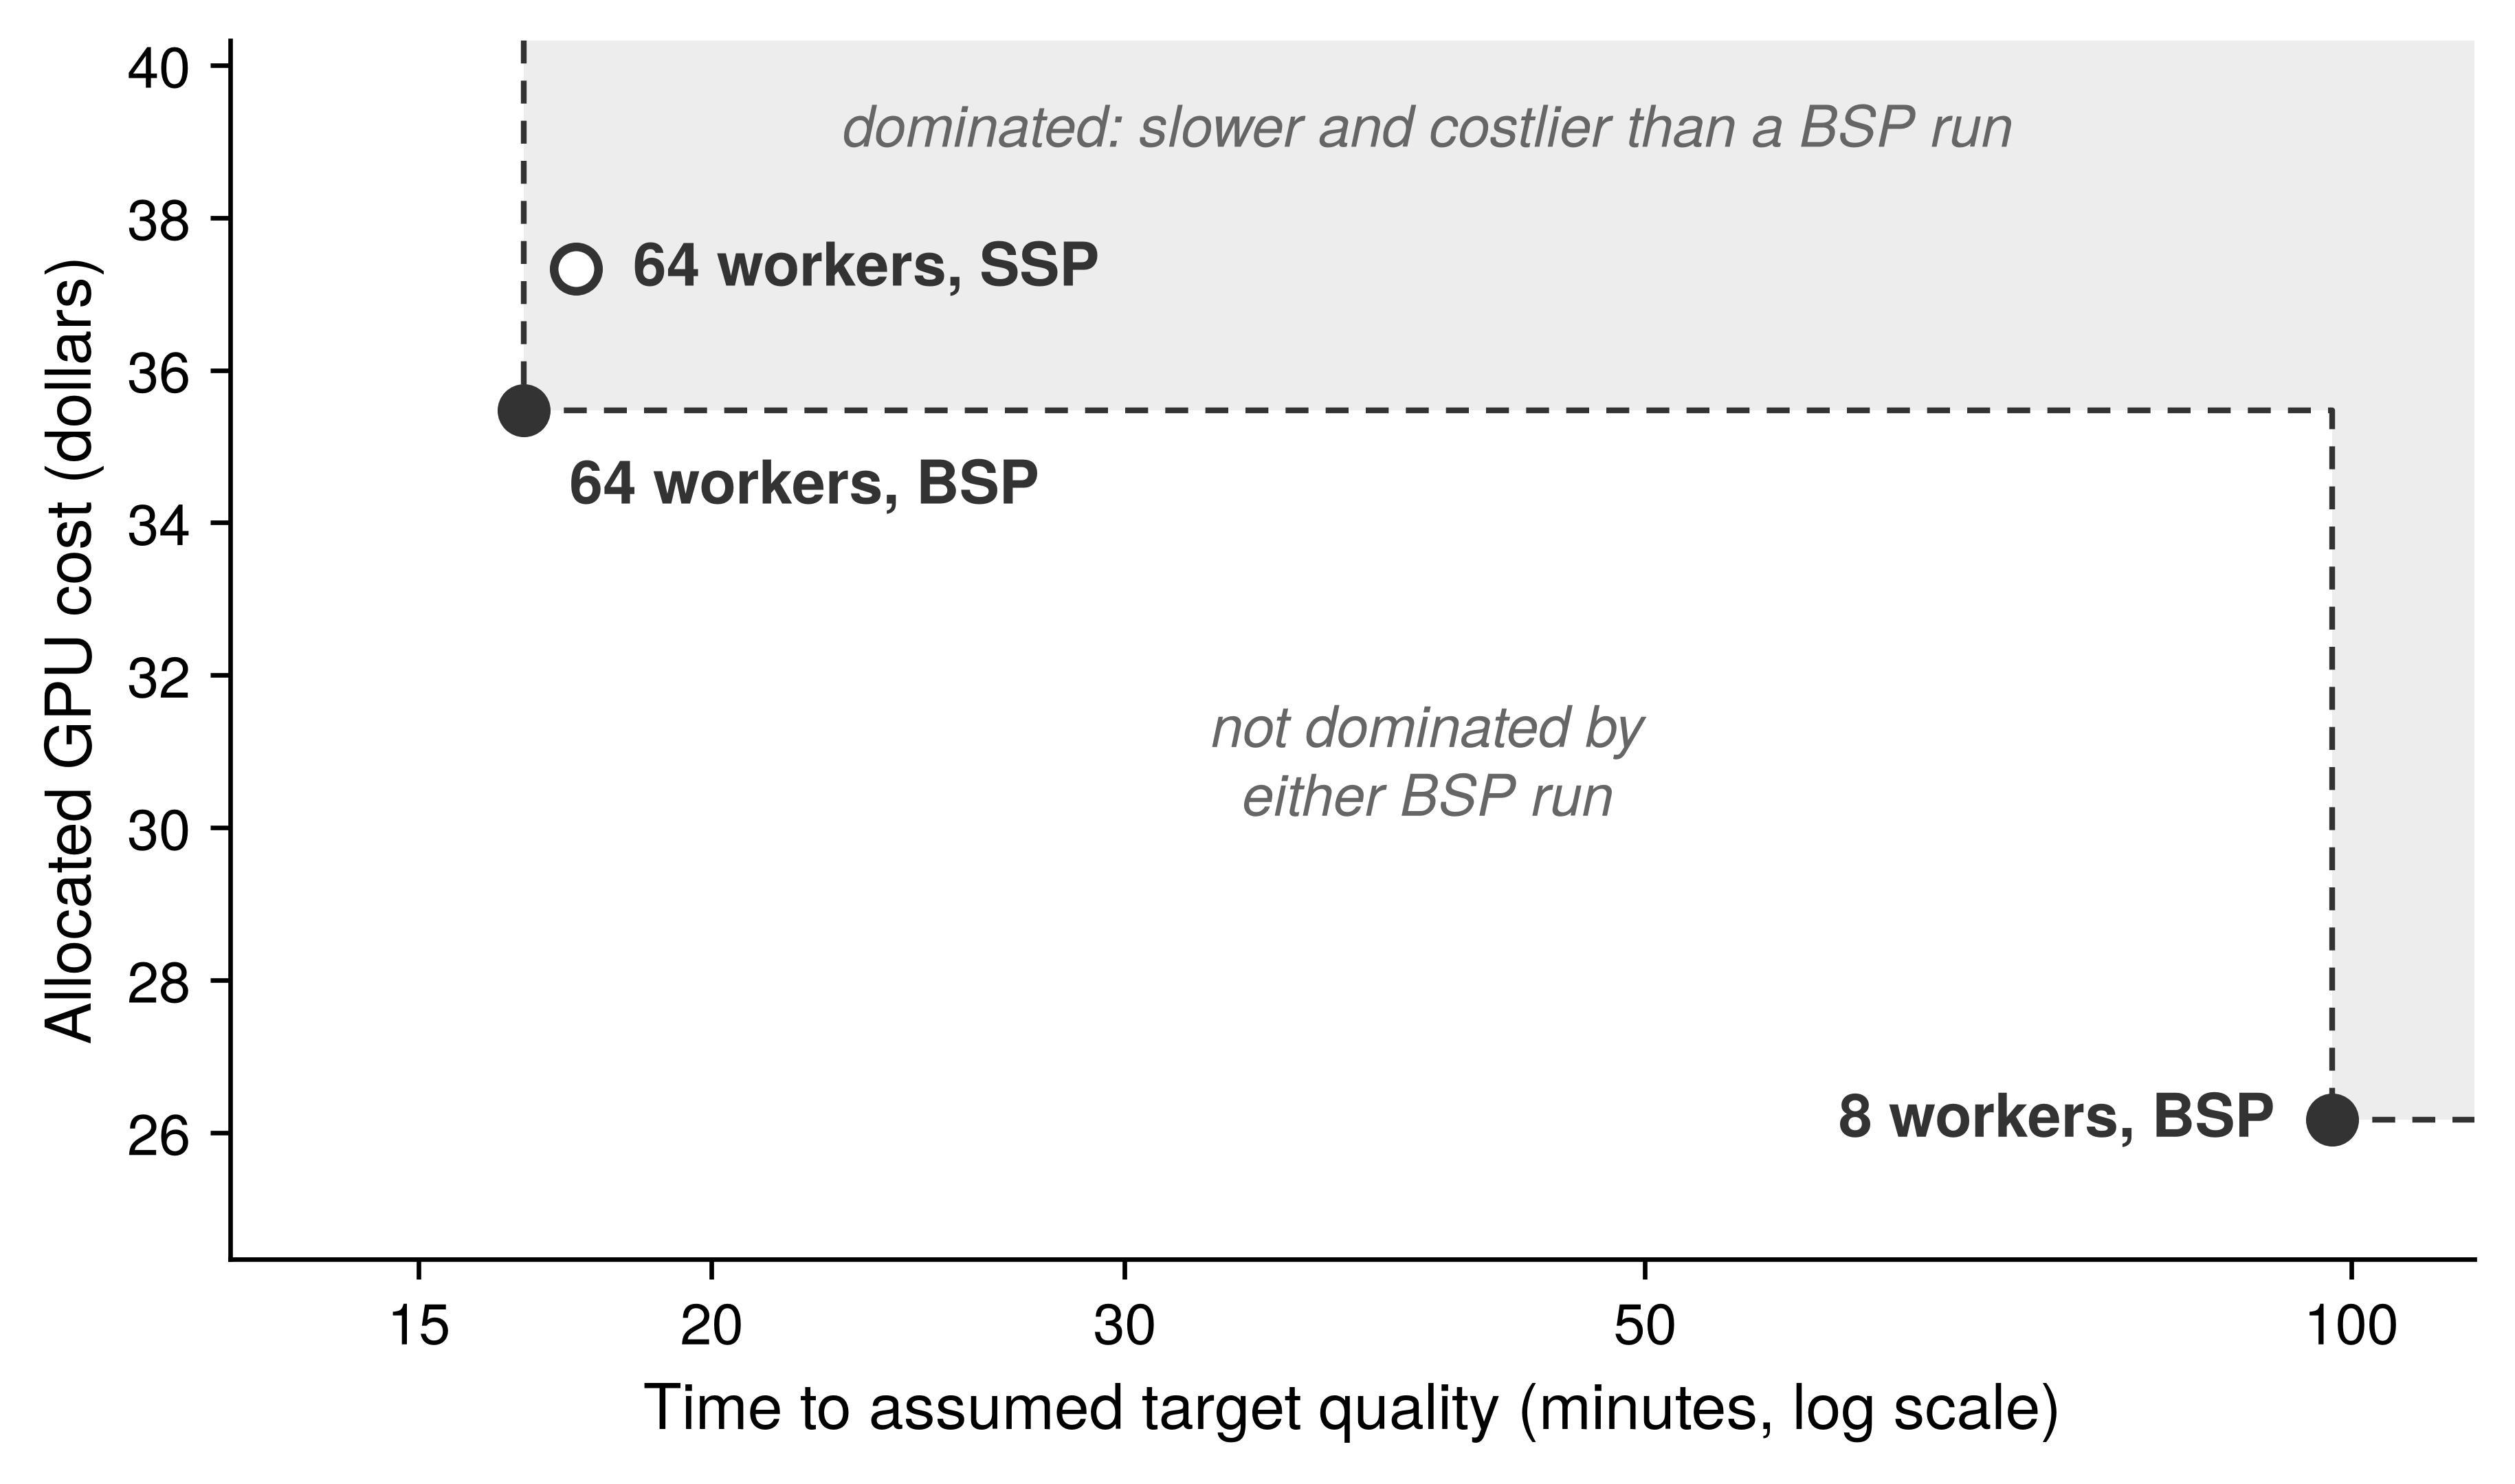 40
dominated: slower and costlier than a BSP run
38
64 workers, SSP
36
64 workers, BSP
34
32
not dominated by
either BSP run
30
28
8 workers, BSP
26
Allocated GPU cost (dollars)
15 20 30 50 100
Time to assumed target quality (minutes, log scale)